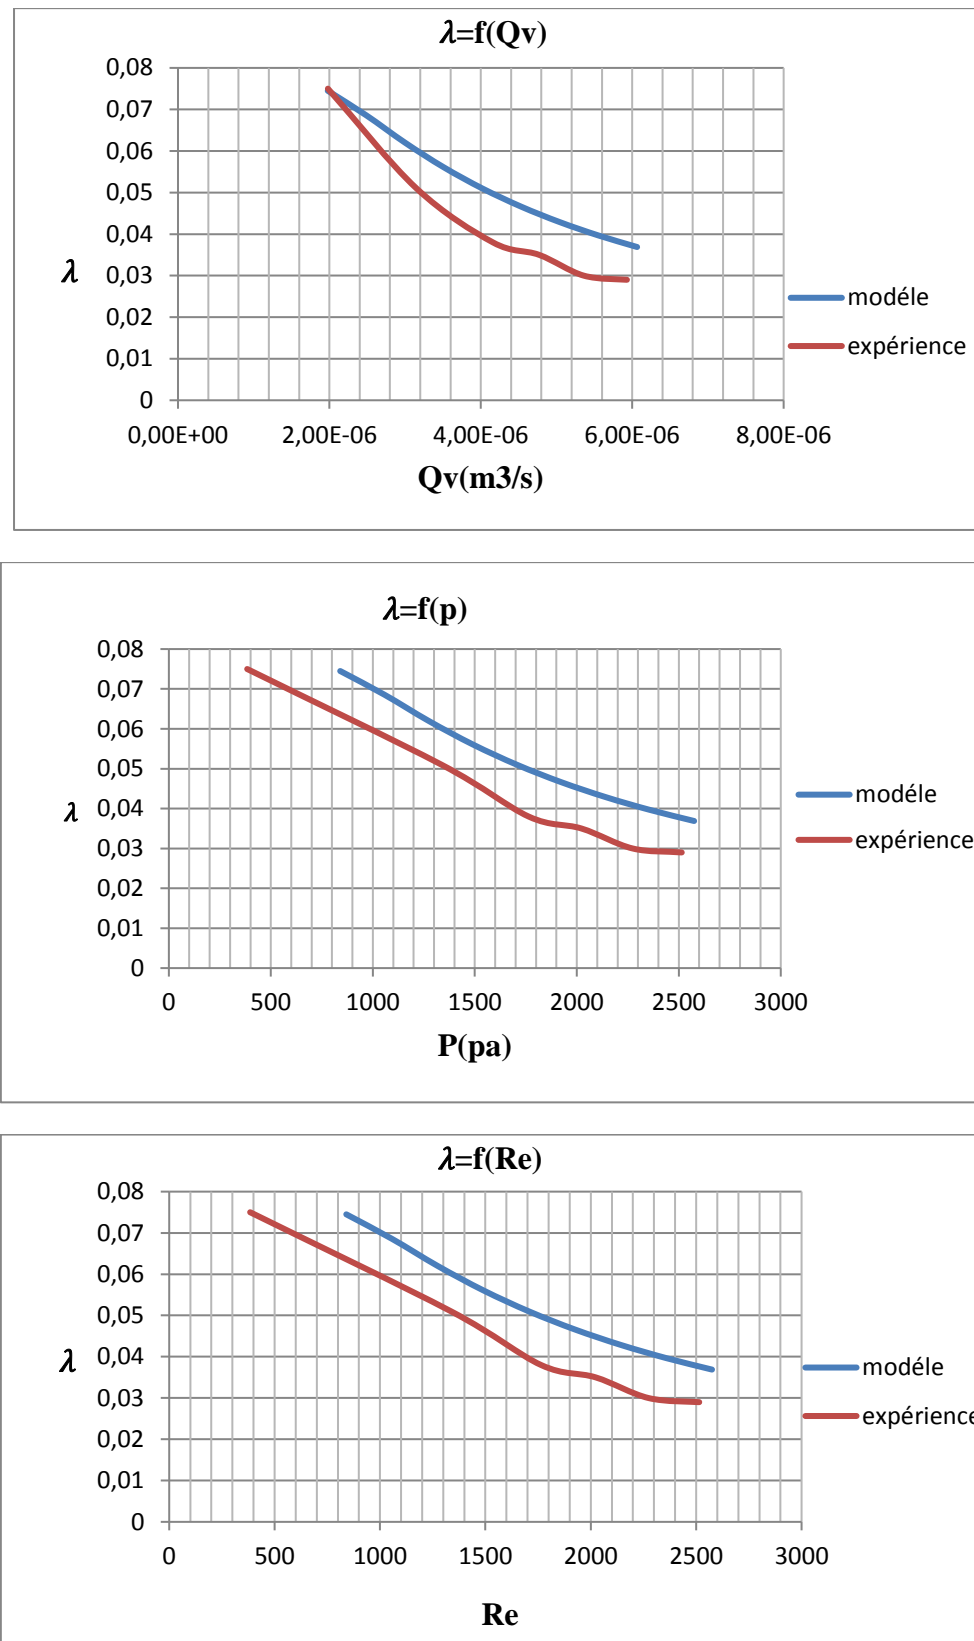 λ=f(Qv)
0,08
0,07
0,06
0,05
0,04
0,03
0,02
0,01
0
λ
modéle
expérience
0,00E+00 2,00E-06 4,00E-06 6,00E-06 8,00E-06
Qv(m3/s)
λ=f(p)
0,08
0,07
0,06
0,05
0,04
0,03
0,02
0,01
0
λ
modéle
expérience
0 500 1000 1500 2000 2500 3000
P(pa)
λ=f(Re)
0,08
0,07
0,06
0,05
0,04
0,03
0,02
0,01
0
λ
modéle
expérience
0 500 1000 1500 2000 2500 3000
Re